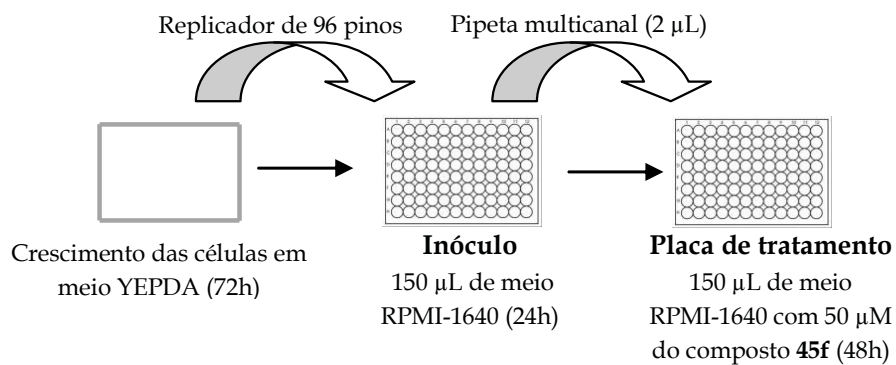 Replicador de 96 pinos
Pipeta multicanal (2 µL)
Crescimento das células em
meio YEPDA (72h)
Inóculo
150 µL de meio
RPMI-1640 (24h)
Placa de tratamento
150 µL de meio
RPMI-1640 com 50 µM
do composto 45f (48h)